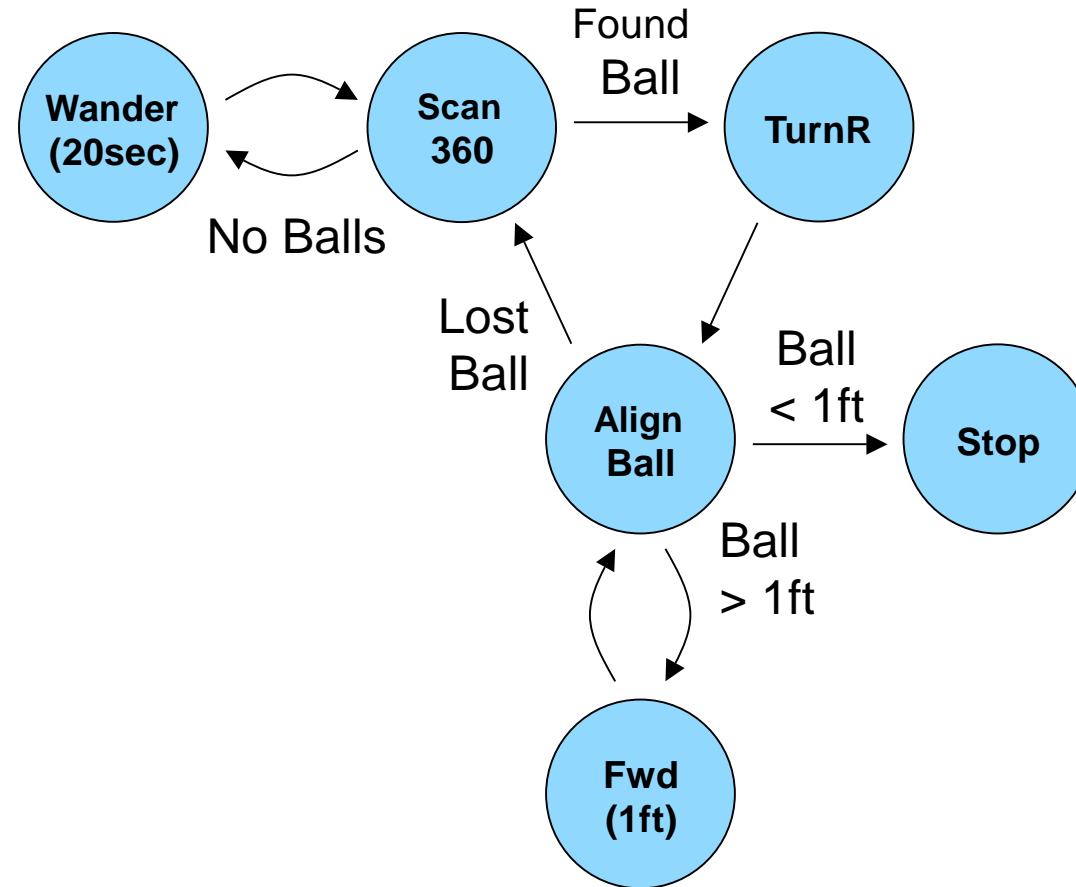 Wander
(20sec)
Scan
360
Found
Ball
TurnR
No Balls
Lost
Ball
Align
Ball
Ball
< 1ft
Stop
Ball
> 1ft
Fwd
(1ft)